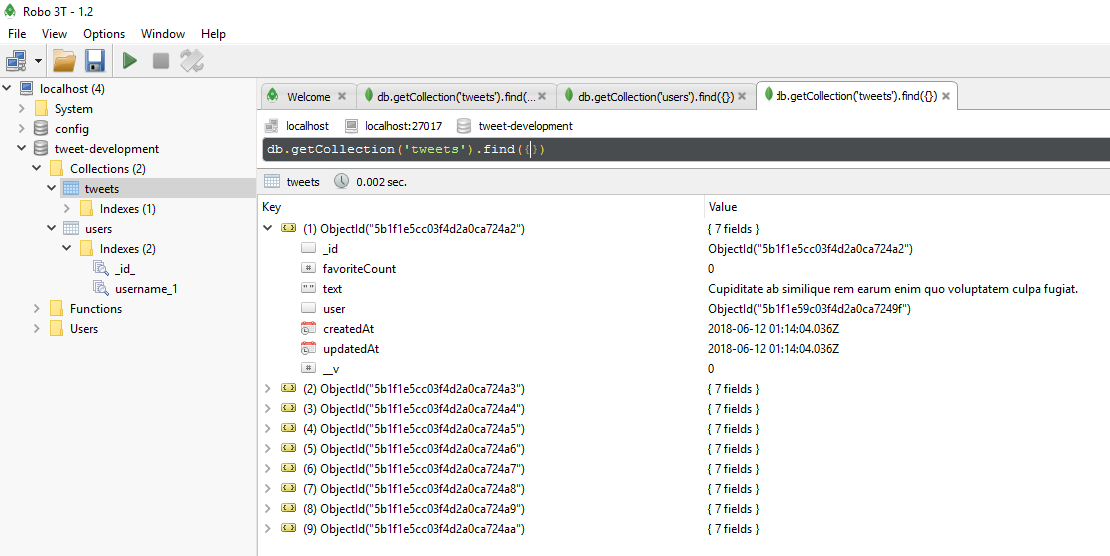 Robo 3T - 1.2
File View Options Window Help
localhost (4)
System
config
tweet-development
Collections (2)
tweets
Indexes (1)
users
Indexes (2)
_id_
username_1
Functions
Users
Welcome db.getCollection('tweets').find(... db.getCollection('users').find({}) db.getCollection('tweets').find({})
localhost localhost:27017 tweet-development
db.getCollection('tweets').find({})
tweets 0.002 sec.
Key Value
(1) ObjectId("5b1f1e5cc03f4d2a0ca724a2") { 7 fields }
_id ObjectId("5b1f1e5cc03f4d2a0ca724a2")
# favoriteCount 0
" " text Cupiditate ab similique rem earum enim quo voluptatem culpa fugiat.
user ObjectId("5b1f1e59c03f4d2a0ca7249f")
createdAt 2018-06-12 01:14:04.036Z
updatedAt 2018-06-12 01:14:04.036Z
# __v 0
(2) ObjectId("5b1f1e5cc03f4d2a0ca724a3") { 7 fields }
(3) ObjectId("5b1f1e5cc03f4d2a0ca724a4") { 7 fields }
(4) ObjectId("5b1f1e5cc03f4d2a0ca724a5") { 7 fields }
(5) ObjectId("5b1f1e5cc03f4d2a0ca724a6") { 7 fields }
(6) ObjectId("5b1f1e5cc03f4d2a0ca724a7") { 7 fields }
(7) ObjectId("5b1f1e5cc03f4d2a0ca724a8") { 7 fields }
(8) ObjectId("5b1f1e5cc03f4d2a0ca724a9") { 7 fields }
(9) ObjectId("5b1f1e5cc03f4d2a0ca724aa") { 7 fields }